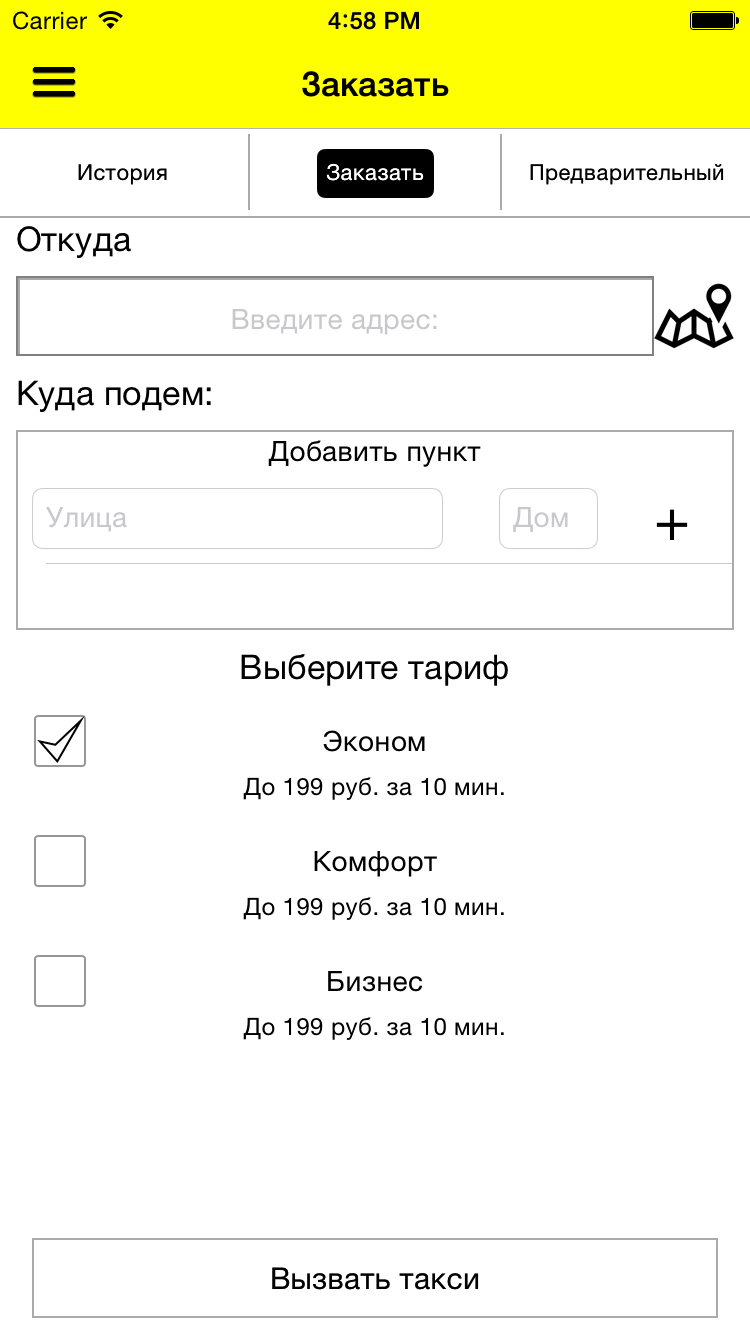 Carrier 4:58 PM
Заказать
История Заказать Предварительный
Откуда
Введите адрес:
Куда подем:
Добавить пункт
Улица Дом +
Выберите тариф
Эконом
До 199 руб. за 10 мин.
Комфорт
До 199 руб. за 10 мин.
Бизнес
До 199 руб. за 10 мин.
Вызвать такси